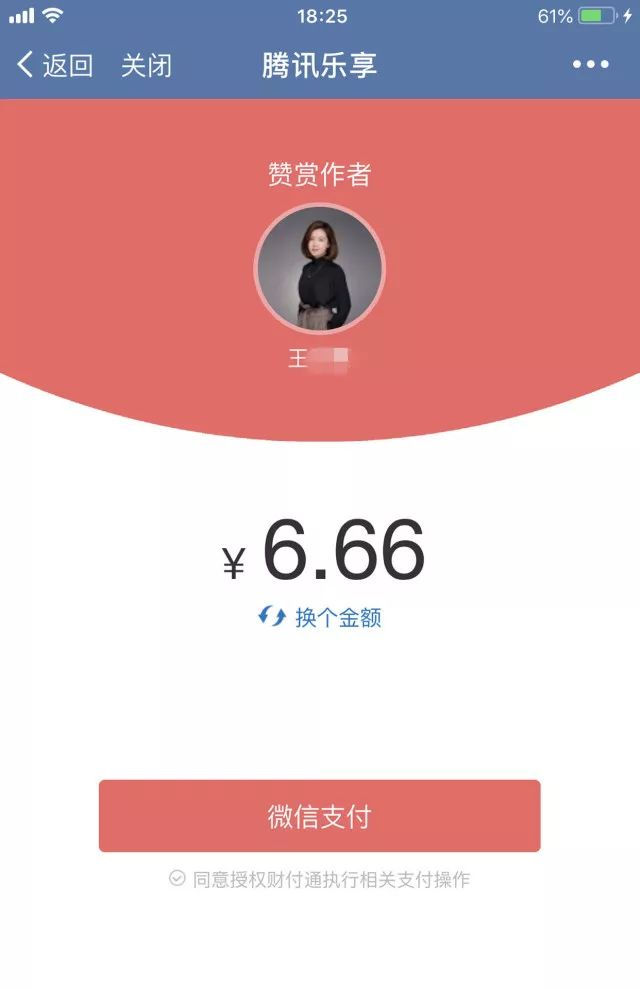 18:25
61%
返回 关闭 腾讯乐享
赞赏作者
王
¥ 6.66
换个金额
微信支付
同意授权财付通执行相关支付操作